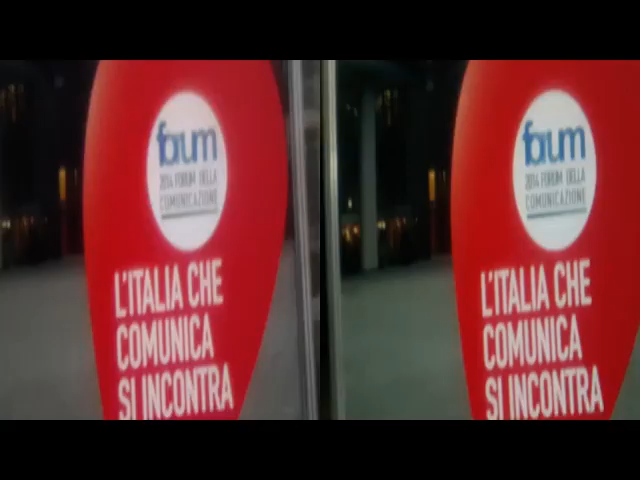 forum
2014 FORUM DELLA
COMUNICAZIONE
L'ITALIA CHE
COMUNICA
SI INCONTRA
forum
2014 FORUM DELLA
COMUNICAZIONE
L'ITALIA CHE
COMUNICA
SI INCONTRA